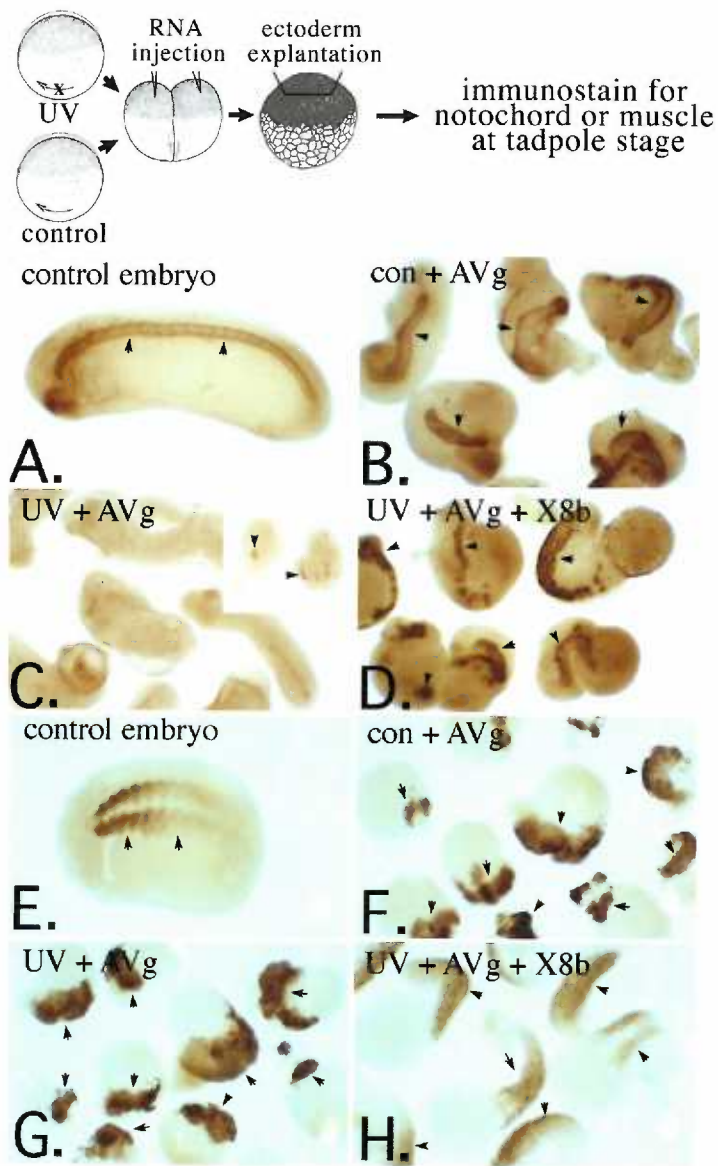 RNA
injection
ectoderm
explantation
x
UV
control
immunostain for
notochord or muscle
at tadpole stage
control embryo
A.
con + AVg
B.
UV + AVg
C.
UV + AVg + X8b
D.
control embryo
E.
con + AVg
F.
UV + AVg
G.
UV + AVg + X8b
H.